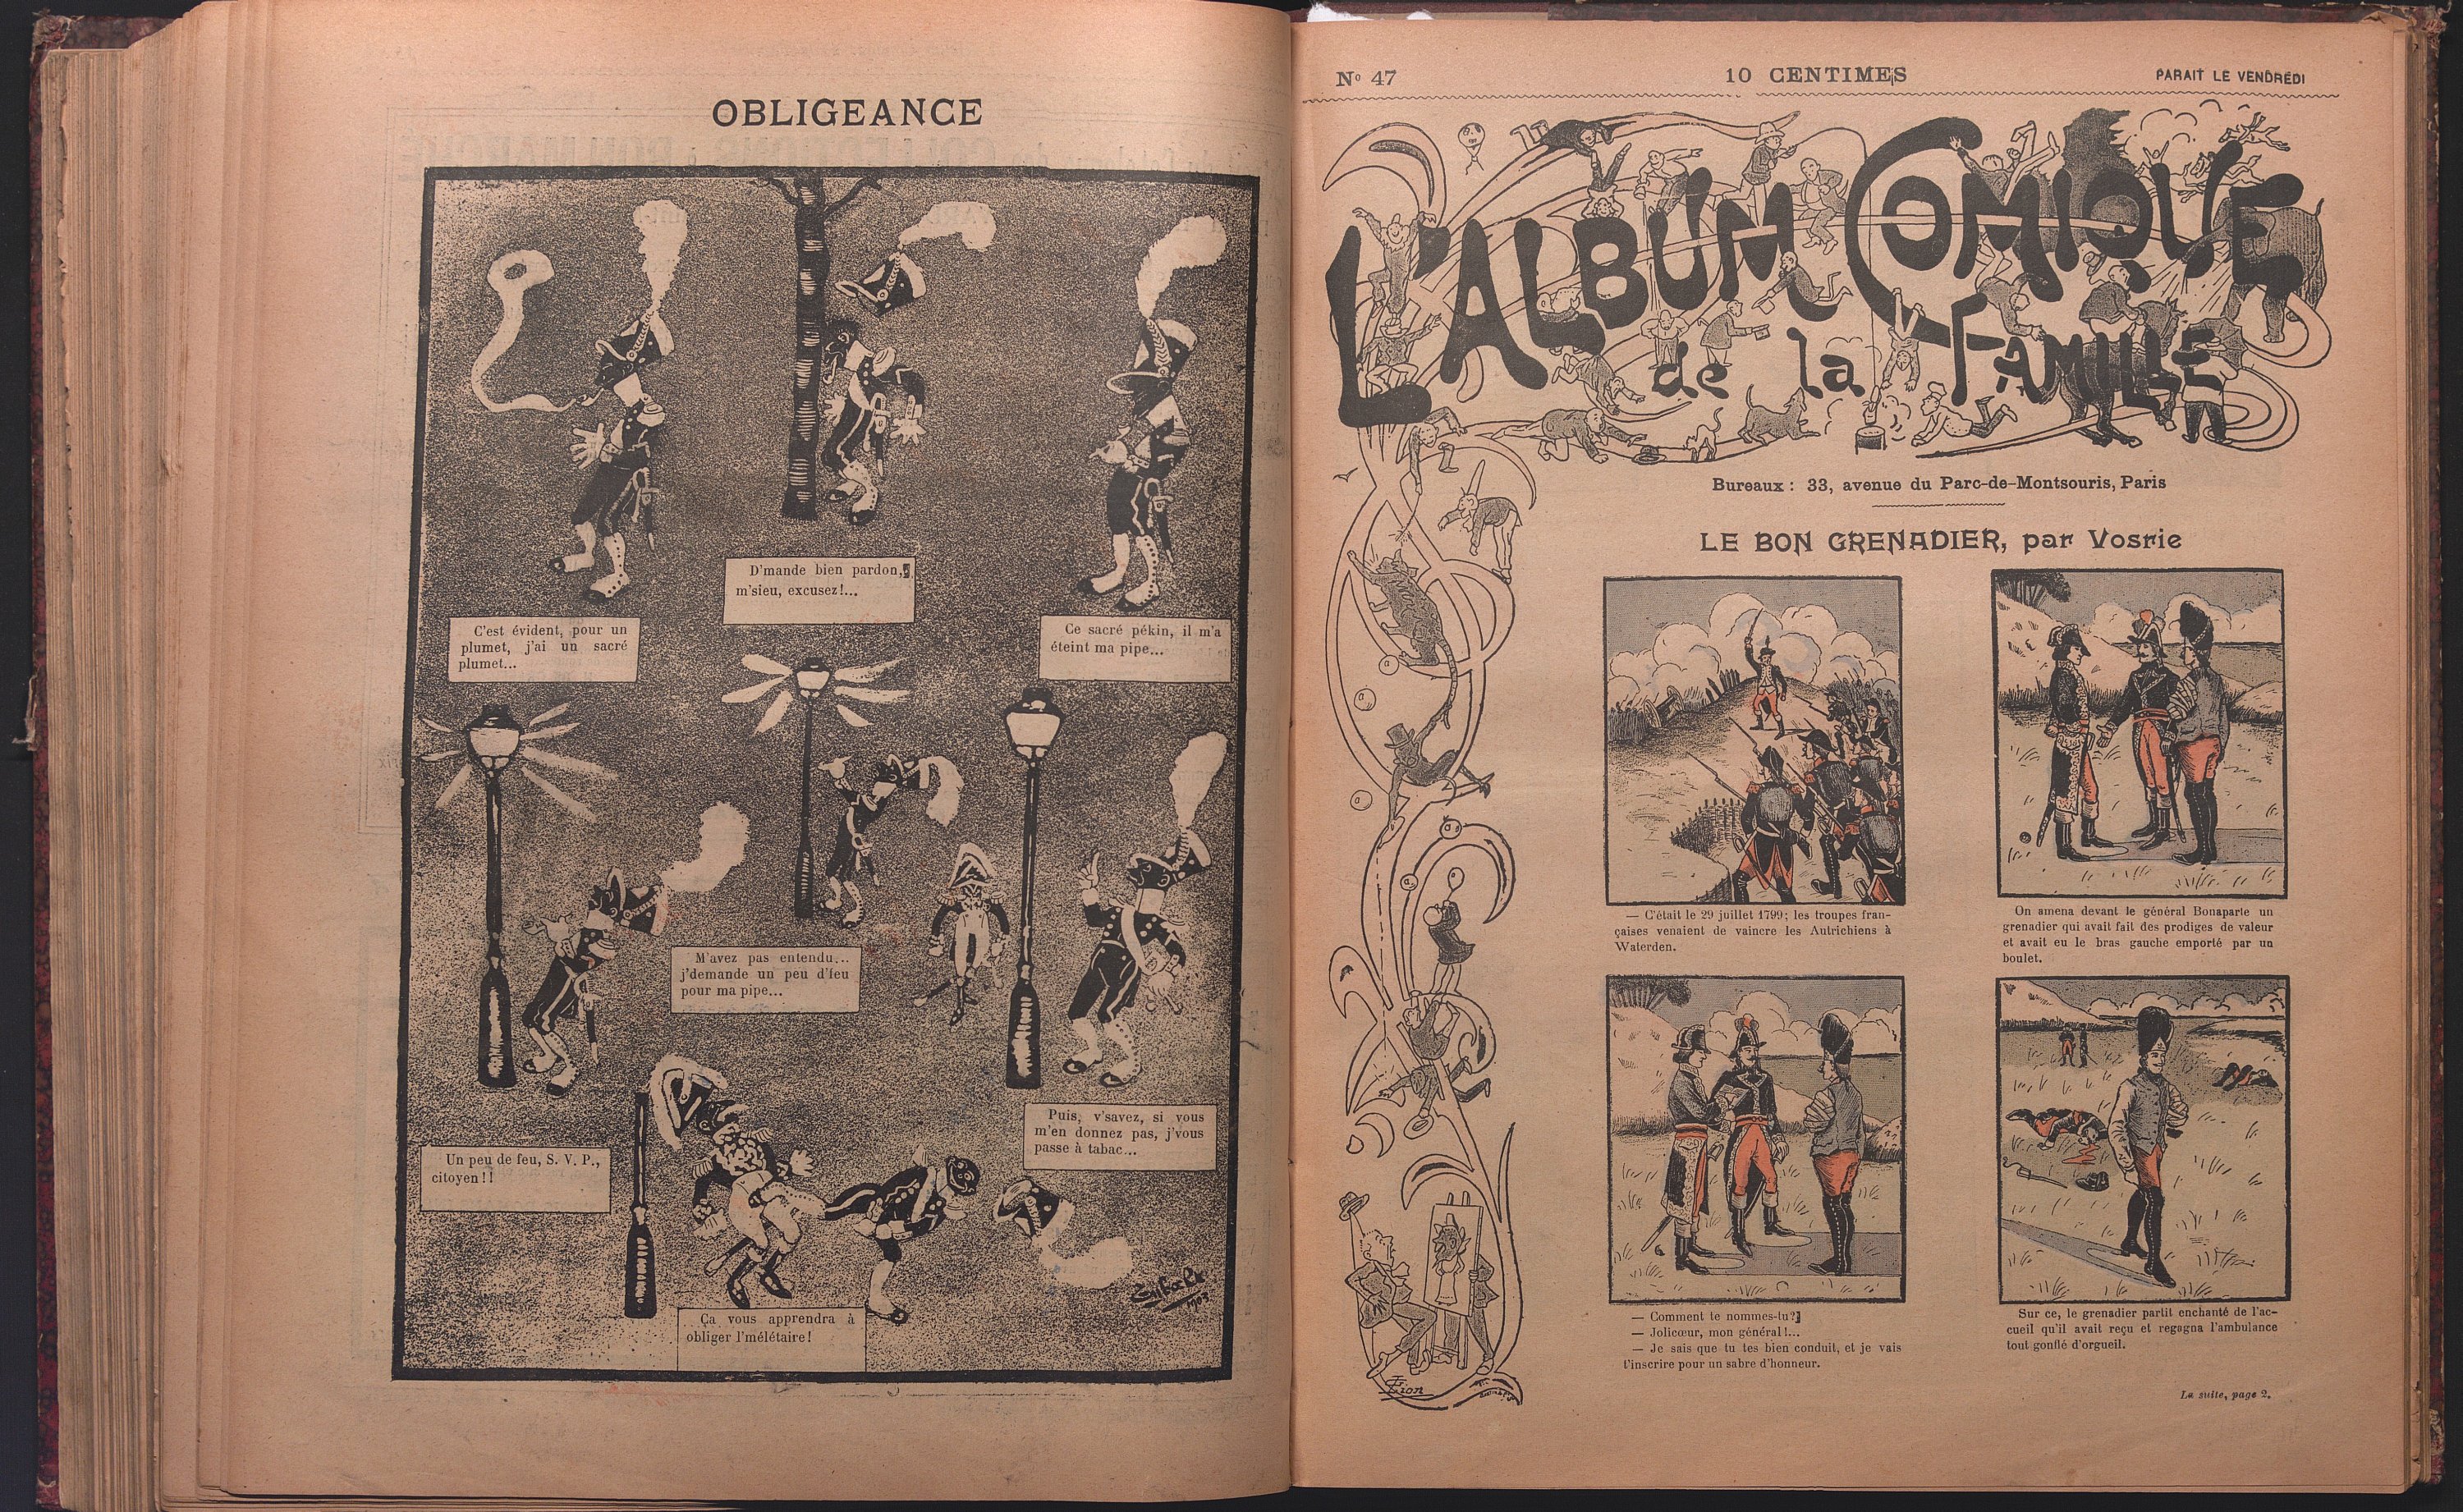 OBLIGEANCE
C'est évident, pour un
plumet, j'ai un sacré
plumet...
D'mande bien pardon,
m'sieu, excusez!...
Ce sacré pékin, il m'a
éteint ma pipe...
Un peu de feu, S. V. P.,
citoyen!!
M'avez pas entendu...
j'demande un peu d'feu
pour ma pipe...
Puis, v'savez, si vous
m'en donnez pas, j'vous
passe à tabac...
Ça vous apprendra à
obliger l'mélétaire!
1903
No 47
10 CENTIMES
PARAIT LE VENDREDI
L'ALBUM COMIQUE
de la FAMILLE
Bureaux : 33, avenue du Parc-de-Montsouris, Paris
LE BON GRENADIER, par Vosrie
— C'était le 29 juillet 1799; les troupes fran-
çaises venaient de vaincre les Autrichiens à
Waterden.
On amena devant le général Bonaparte un
grenadier qui avait fait des prodiges de valeur
et avait eu le bras gauche emporté par un
boulet.
— Comment te nommes-tu?
— Jolicœur, mon général!...
— Je sais que tu tes bien conduit, et je vais
t'inscrire pour un sabre d'honneur.
Sur ce, le grenadier partit enchanté de l'ac-
cueil qu'il avait reçu et regagna l'ambulance
tout gonflé d'orgueil.
La suite, page 2.